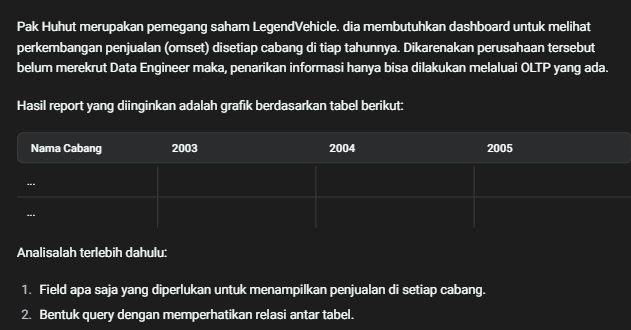 Pak Huhut merupakan pemegang saham LegendVehicle. dia membutuhkan dashboard untuk melihat
perkembangan penjualan (omset) disetiap cabang di tiap tahunnya. Dikarenakan perusahaan tersebut
belum merekrut Data Engineer maka, penarikan informasi hanya bisa dilakukan melaluai OLTP yang ada.
Hasil report yang diinginkan adalah grafik berdasarkan tabel berikut:
Nama Cabang 2003 2004 2005
...
...
Analisalah terlebih dahulu:
1. Field apa saja yang diperlukan untuk menampilkan penjualan di setiap cabang.
2. Bentuk query dengan memperhatikan relasi antar tabel.